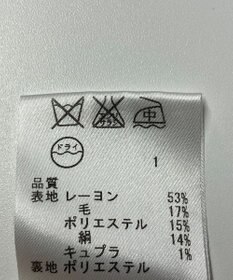 中
ドライ
1
品質
表地 レーヨン 53%
毛 17%
ポリエステル 15%
絹 14%
キュプラ 1%
裏地 ポリエステル